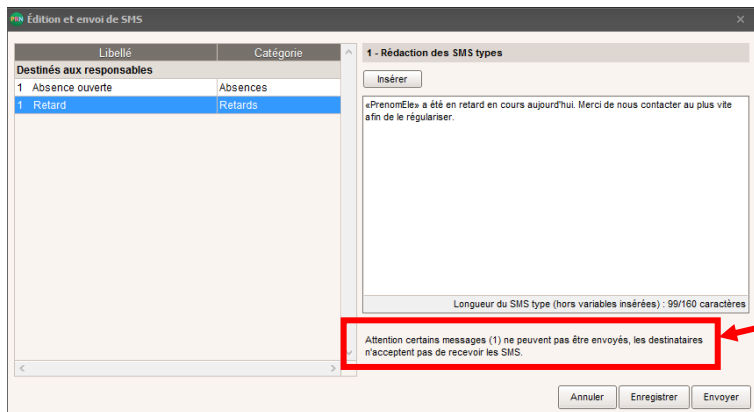 PRN Édition et envoi de SMS
Libellé Catégorie
Destinés aux responsables
1 Absence ouverte Absences
1 Retard Retards
1 - Rédaction des SMS types
Insérer
«PrenomEle» a été en retard en cours aujourd'hui. Merci de nous contacter au plus vite
afin de le régulariser.
Longueur du SMS type (hors variables insérées) : 99/160 caractères
Attention certains messages (1) ne peuvent pas être envoyés, les destinataires
n'acceptent pas de recevoir les SMS.
Annuler Enregistrer Envoyer